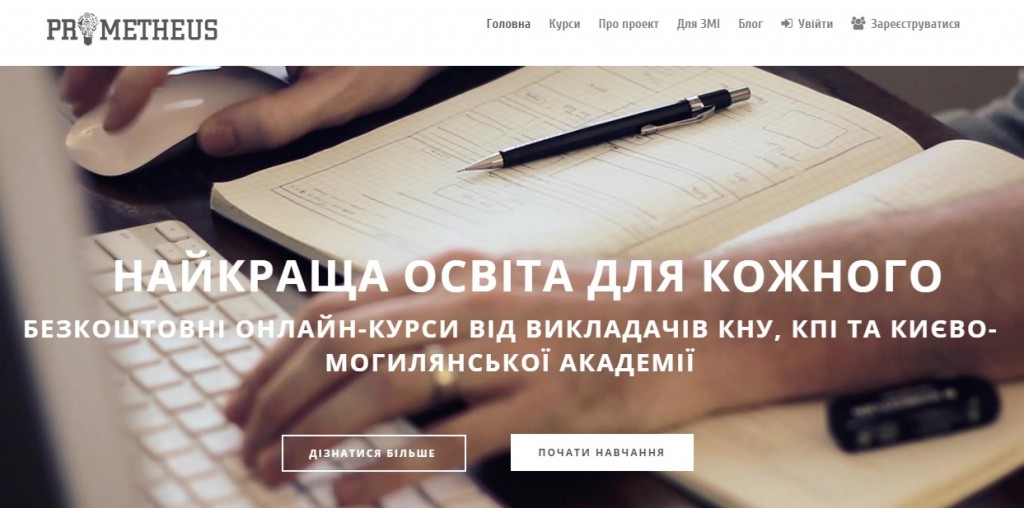 PROMETHEUS
Головна Курси Про проект Для ЗМІ Блог Увійти Зареєструватися
НАЙКРАЩА ОСВІТА ДЛЯ КОЖНОГО
БЕЗКОШТОВНІ ОНЛАЙН-КУРСИ ВІД ВИКЛАДАЧІВ КНУ, КПІ ТА КИЄВО-
МОГИЛЯНСЬКОЇ АКАДЕМІЇ
ДІЗНАТИСЯ БІЛЬШЕ ПОЧАТИ НАВЧАННЯ